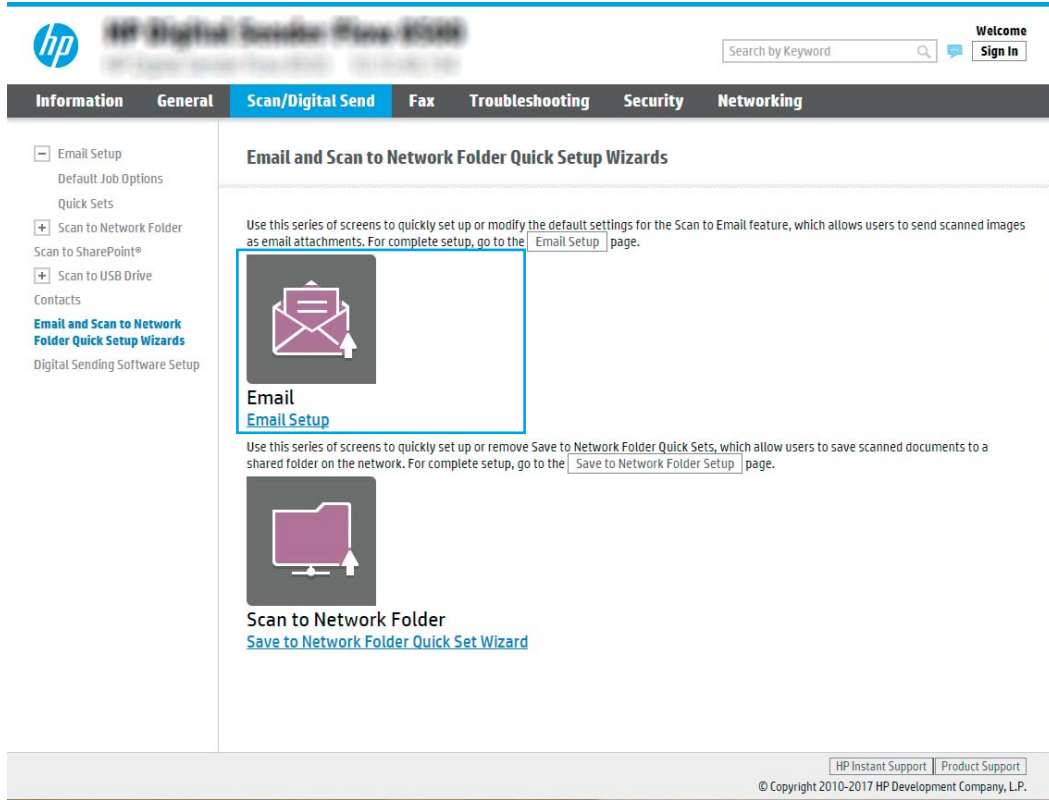 hp
Welcome
Search by Keyword
Sign In
Information General Scan/Digital Send Fax Troubleshooting Security Networking
Email Setup
Default Job Options
Quick Sets
Scan to Network Folder
Scan to SharePoint®
Scan to USB Drive
Contacts
Email and Scan to Network
Folder Quick Setup Wizards
Digital Sending Software Setup
Email and Scan to Network Folder Quick Setup Wizards
Use this series of screens to quickly set up or modify the default settings for the Scan to Email feature, which allows users to send scanned images
as email attachments. For complete setup, go to the Email Setup page.
Email
Email Setup
Use this series of screens to quickly set up or remove Save to Network Folder Quick Sets, which allow users to save scanned documents to a
shared folder on the network. For complete setup, go to the Save to Network Folder Setup page.
Scan to Network Folder
Save to Network Folder Quick Set Wizard
HP Instant Support Product Support
© Copyright 2010-2017 HP Development Company, L.P.